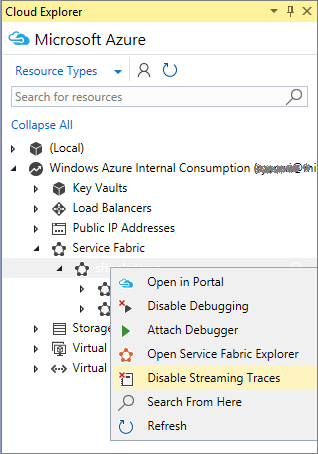 Cloud Explorer
Microsoft Azure
Resource Types
Search for resources
Collapse All
(Local)
Windows Azure Internal Consumption (
Key Vaults
Load Balancers
Public IP Addresses
Service Fabric
Open in Portal
Disable Debugging
Attach Debugger
Storage
Open Service Fabric Explorer
Virtual
Disable Streaming Traces
Virtual
Search From Here
Refresh